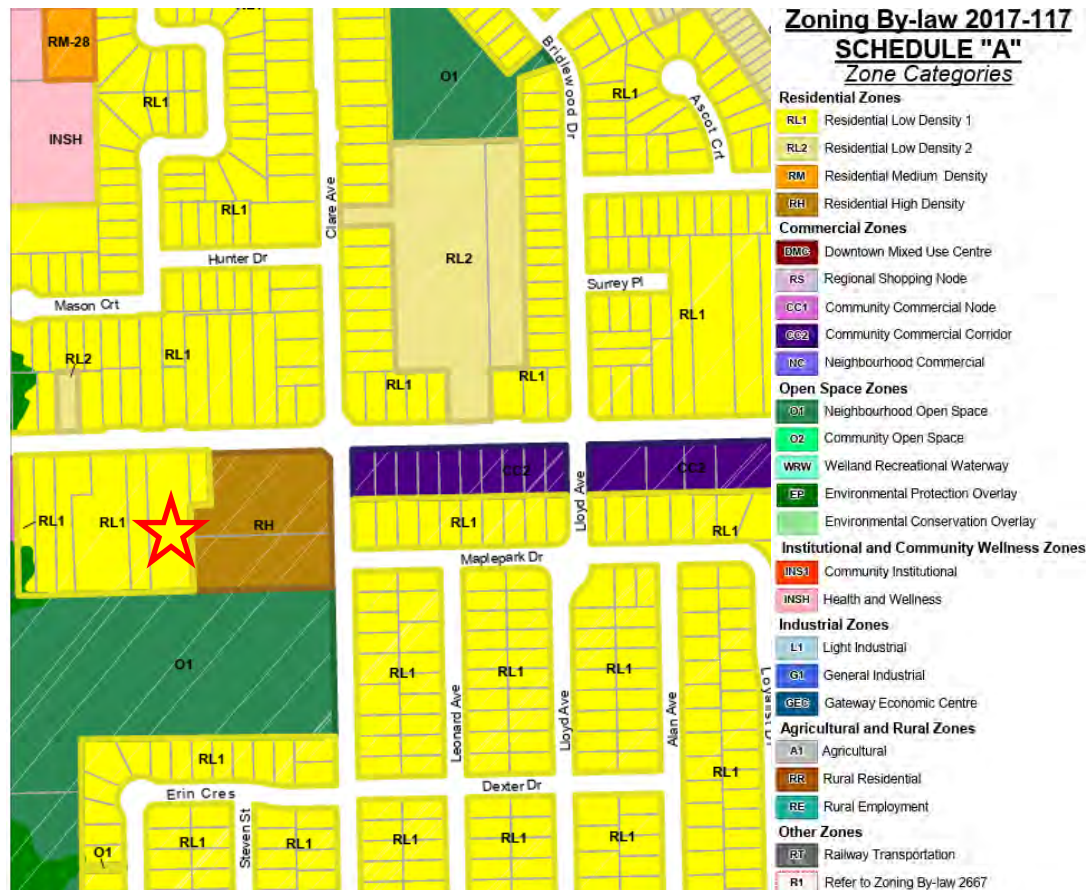 RL1
RM-28
RL1
INSH
RL1
Hunter Dr
Mason Crt
RL2
RL1
Clare Ave
O1
Bridlewood Dr
RL1
Ascot Crt
RL2
Surrey Pl
RL1
RL1
RL1
RL1
RL1
RH
CC2
Lloyd Ave
CC2
RL1
RL1
Maplepark Dr
O1
RL1
Leonard Ave
RL1
Lloyd Ave
RL1
Alan Ave
RL1
RL1
Erin Cres
Dexter Dr
O1
RL1
Steven St
RL1
RL1
RL1
RL1
Zoning By-law 2017-117
SCHEDULE "A"
Zone Categories
Residential Zones
RL1 Residential Low Density 1
RL2 Residential Low Density 2
RM Residential Medium Density
RH Residential High Density
Commercial Zones
DMC Downtown Mixed Use Centre
RS Regional Shopping Node
CC1 Community Commercial Node
CC2 Community Commercial Corridor
NC Neighbourhood Commercial
Open Space Zones
O1 Neighbourhood Open Space
O2 Community Open Space
WRW Welland Recreational Waterway
EP Environmental Protection Overlay
Environmental Conservation Overlay
Institutional and Community Wellness Zones
INS1 Community Institutional
INSH Health and Wellness
Industrial Zones
L1 Light Industrial
G1 General Industrial
GEC Gateway Economic Centre
Agricultural and Rural Zones
A1 Agricultural
RR Rural Residential
RE Rural Employment
Other Zones
RT Railway Transportation
R1 Refer to Zoning By-law 2667